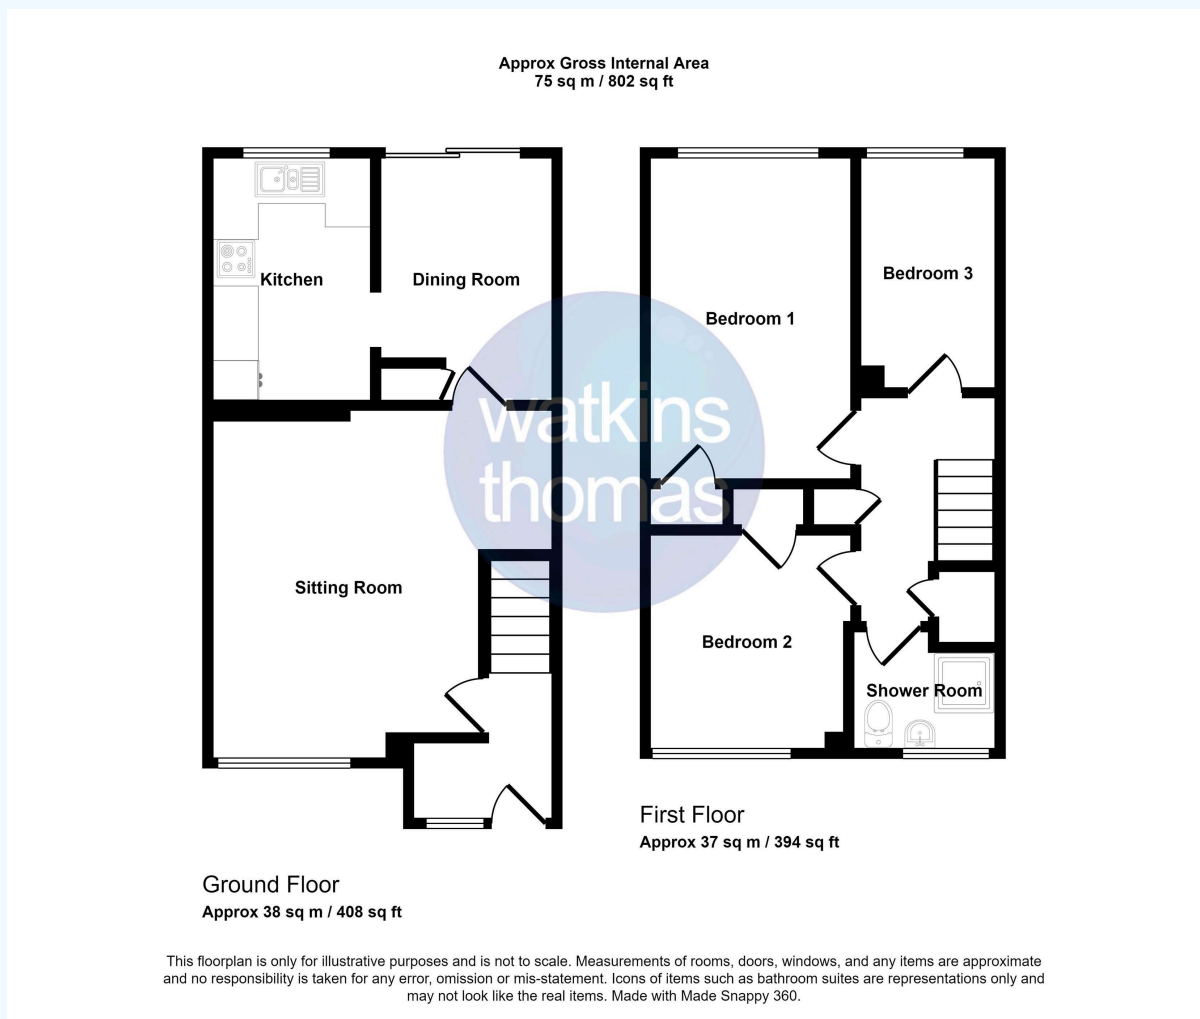 Approx Gross Internal Area
75 sq m / 802 sq ft
Kitchen
Dining Room
Sitting Room
Bedroom 1
Bedroom 3
Bedroom 2
Shower Room
watkins
thomas
First Floor
Approx 37 sq m / 394 sq ft
Ground Floor
Approx 38 sq m / 408 sq ft
This floorplan is only for illustrative purposes and is not to scale. Measurements of rooms, doors, windows, and any items are approximate
and no responsibility is taken for any error, omission or mis-statement. Icons of items such as bathroom suites are representations only and
may not look like the real items. Made with Made Snappy 360.